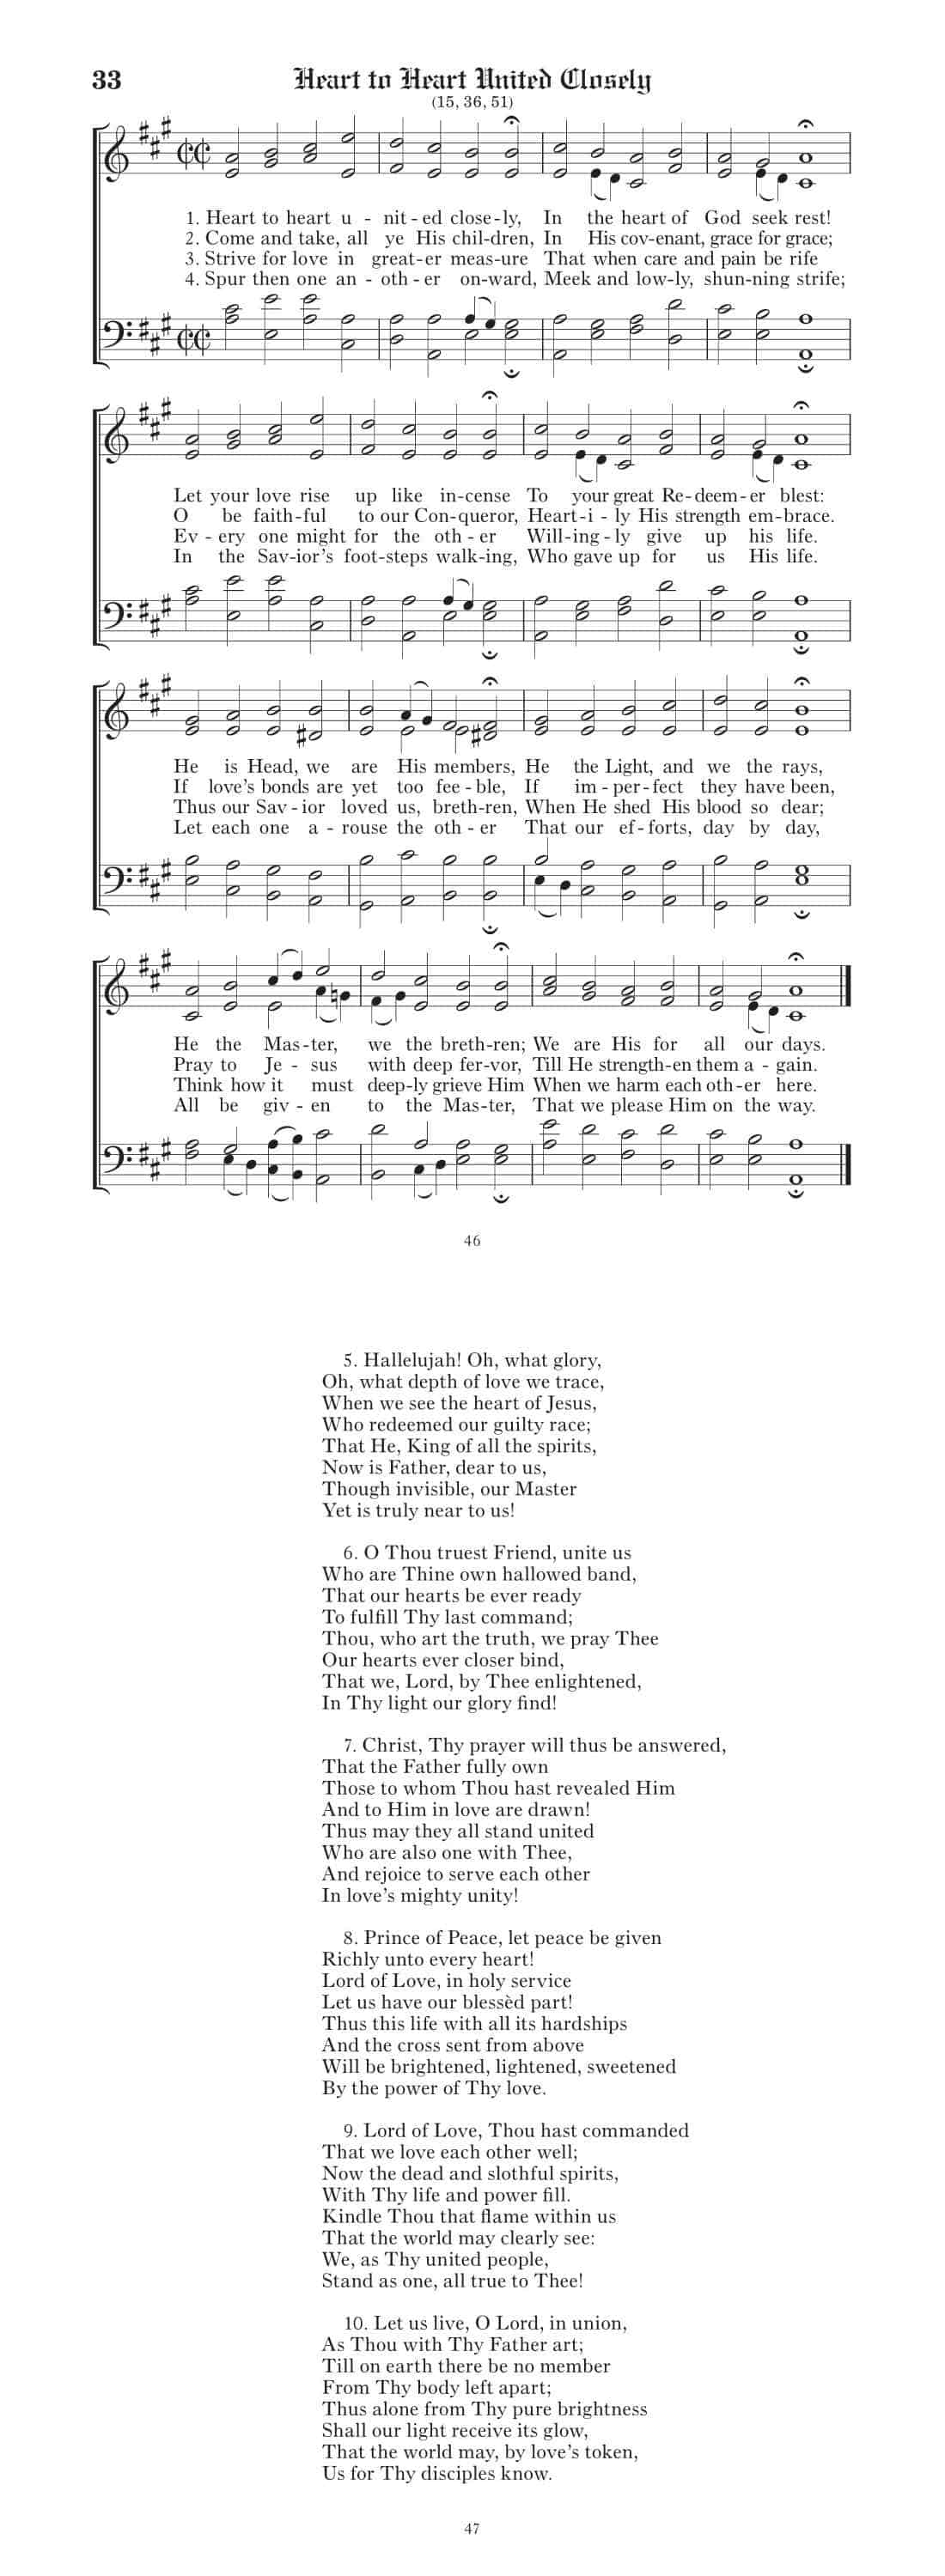 33
Heart to Heart United Closely
(15, 36, 51)
1. Heart to heart u - nit - ed close - ly, In the heart of God seek rest!
2. Come and take, all ye His chil-dren, In His cov-enant, grace for grace;
3. Strive for love in great-er meas-ure That when care and pain be rife
4. Spur then one an - oth - er on-ward, Meek and low-ly, shun-ning strife;
Let your love rise up like in-cense To your great Re-deem-er blest:
O be faith-ful to our Con-queror, Heart-i - ly His strength em-brace.
Ev - ery one might for the oth - er Will-ing-ly give up his life.
In the Sav-ior's foot-steps walk-ing, Who gave up for us His life.
He is Head, we are His members, He the Light, and we the rays,
If love's bonds are yet too fee - ble, If im - per - fect they have been,
Thus our Sav - ior loved us, breth-ren, When He shed His blood so dear;
Let each one a - rouse the oth - er That our ef - forts, day by day,
He the Mas - ter, we the breth-ren; We are His for all our days.
Pray to Je - sus with deep fer-vor, Till He strength-en them a - gain.
Think how it must deep-ly grieve Him When we harm each oth-er here.
All be giv - en to the Mas-ter, That we please Him on the way.
46
5. Hallelujah! Oh, what glory,
Oh, what depth of love we trace,
When we see the heart of Jesus,
Who redeemed our guilty race;
That He, King of all the spirits,
Now is Father, dear to us,
Though invisible, our Master
Yet is truly near to us!
6. O Thou truest Friend, unite us
Who are Thine own hallowed band,
That our hearts be ever ready
To fulfill Thy last command;
Thou, who art the truth, we pray Thee
Our hearts ever closer bind,
That we, Lord, by Thee enlightened,
In Thy light our glory find!
7. Christ, Thy prayer will thus be answered,
That the Father fully own
Those to whom Thou hast revealed Him
And to Him in love are drawn!
Thus may they all stand united
Who are also one with Thee,
And rejoice to serve each other
In love's mighty unity!
8. Prince of Peace, let peace be given
Richly unto every heart!
Lord of Love, in holy service
Let us have our blessèd part!
Thus this life with all its hardships
And the cross sent from above
Will be brightened, lightened, sweetened
By the power of Thy love.
9. Lord of Love, Thou hast commanded
That we love each other well;
Now the dead and slothful spirits,
With Thy life and power fill.
Kindle Thou that flame within us
That the world may clearly see:
We, as Thy united people,
Stand as one, all true to Thee!
10. Let us live, O Lord, in union,
As Thou with Thy Father art;
Till on earth there be no member
From Thy body left apart;
Thus alone from Thy pure brightness
Shall our light receive its glow,
That the world may, by love's token,
Us for Thy disciples know.
47